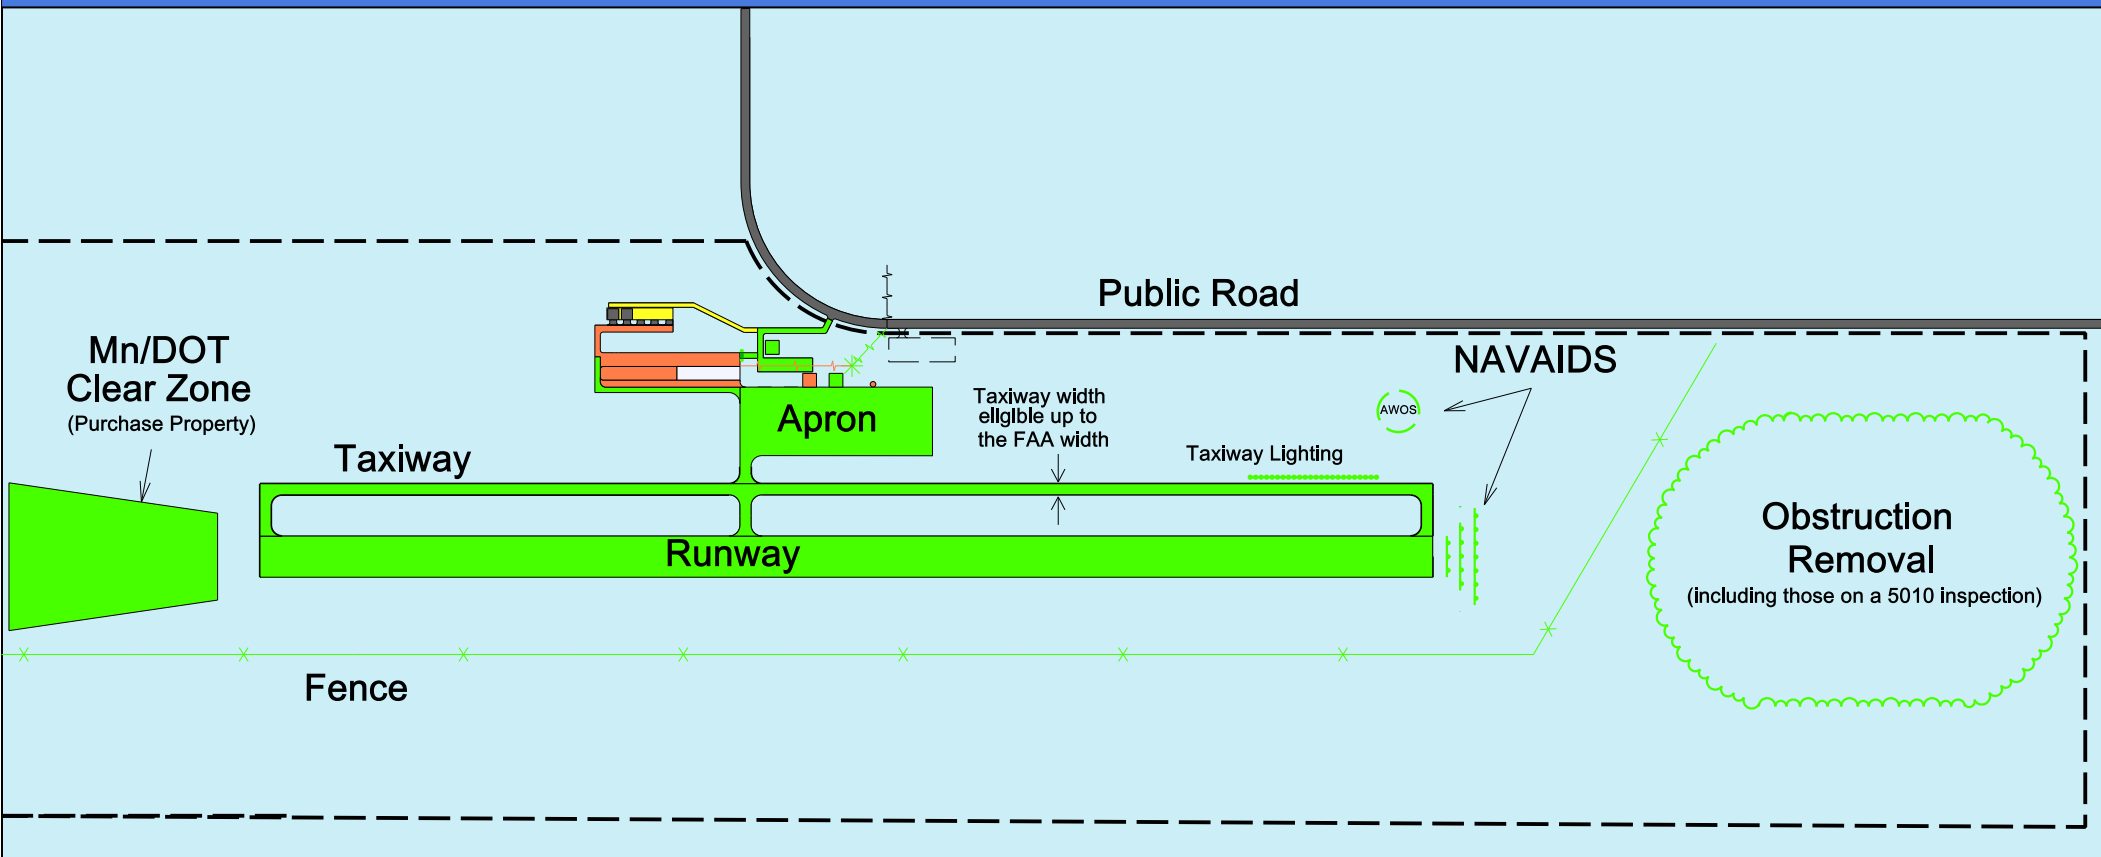 Public Road
Mn/DOT
Clear Zone
(Purchase Property)
NAVAIDS
Taxiway width
eligible up to
the FAA width
AWOS
Apron
Taxiway
Taxiway Lighting
Runway
Obstruction
Removal
(including those on a 5010 inspection)
Fence